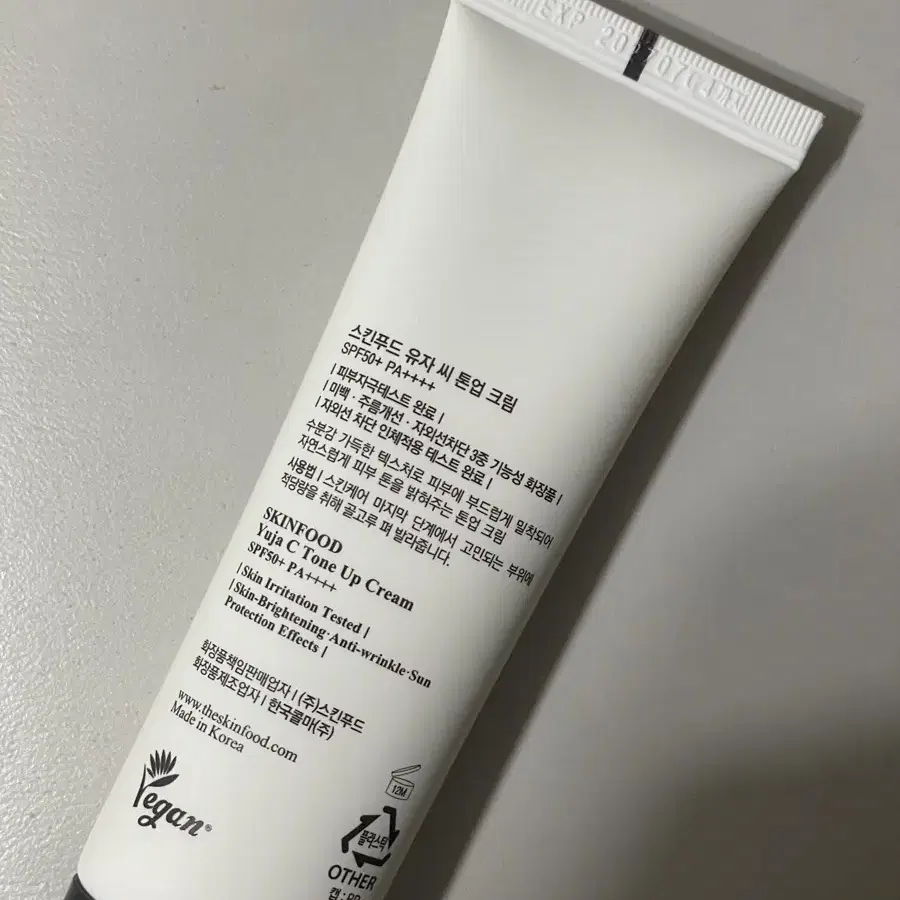 EXP
스킨푸드 유자 씨 톤업 크림
SPF50+ PA++++
| 피부자극테스트 완료 |
| 미백 · 주름개선 · 자외선차단 3중 기능성 화장품 |
| 자외선 차단 인체적용 테스트 완료 |
수분감 가득한 텍스처로 피부에 부드럽게 밀착되어
자연스럽게 피부 톤을 밝혀주는 톤업 크림
사용법 | 스킨케어 마지막 단계에서 고민되는 부위에
적당량을 취해 골고루 펴 발라줍니다.
SKINFOOD
Yuja C Tone Up Cream
SPF50+ PA++++
| Skin Irritation Tested |
| Skin-Brightening·Anti-wrinkle·Sun
Protection Effects |
화장품책임판매업자 | (주)스킨푸드
화장품제조업자 | 한국콜마(주)
www.theskinfood.com
Made in Korea
Vegan®
12M
플라스틱
OTHER
캡 :